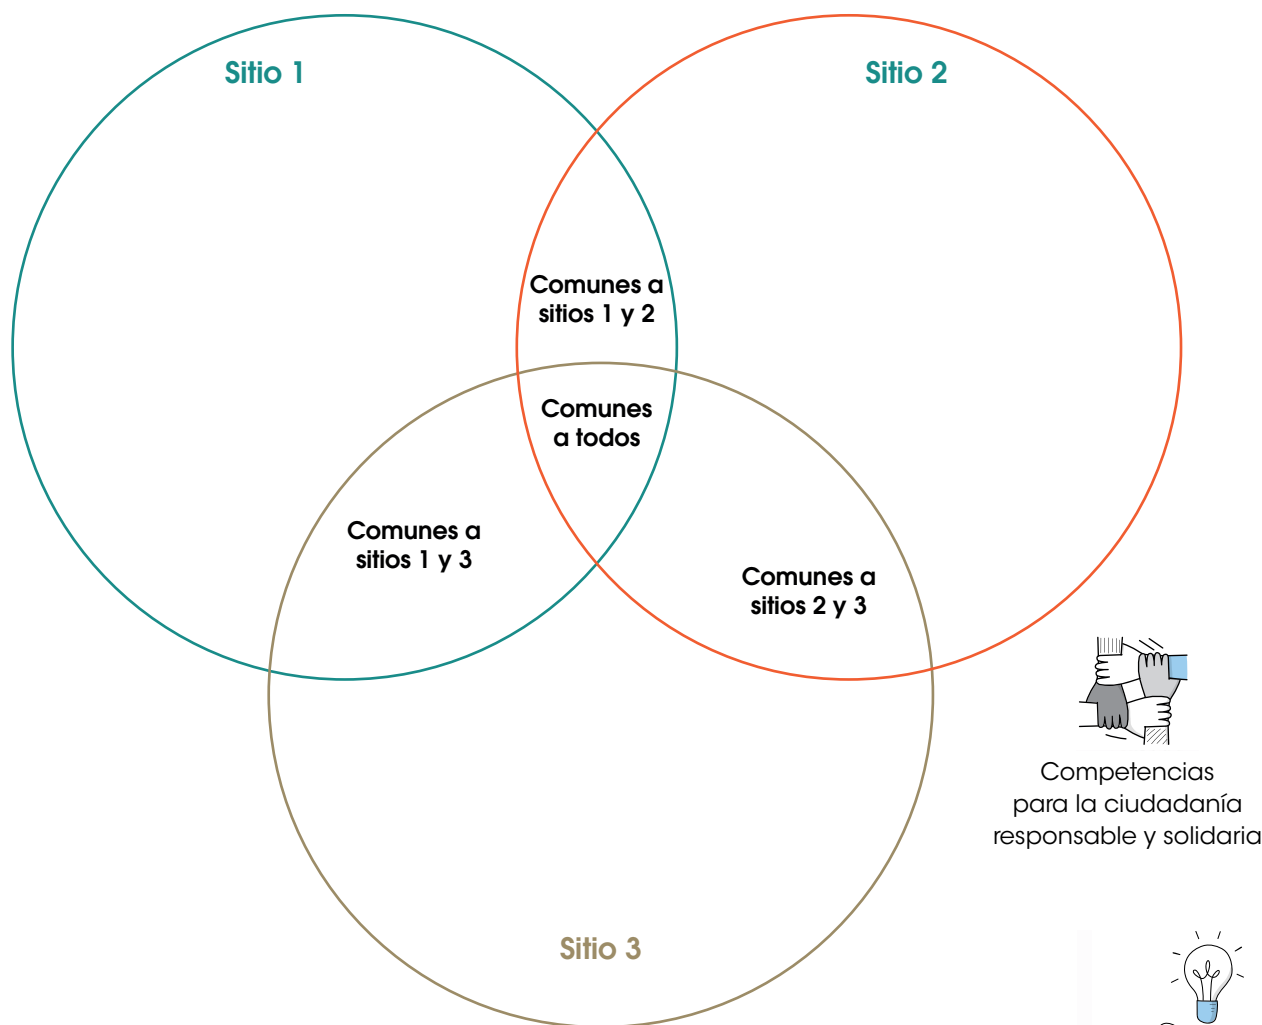 Sitio 1
Sitio 2
Comunes a
sitios 1 y 2
Comunes
a todos
Comunes a
sitios 1 y 3
Comunes a
sitios 2 y 3
Competencias
para la ciudadanía
responsable y solidaria
Sitio 3